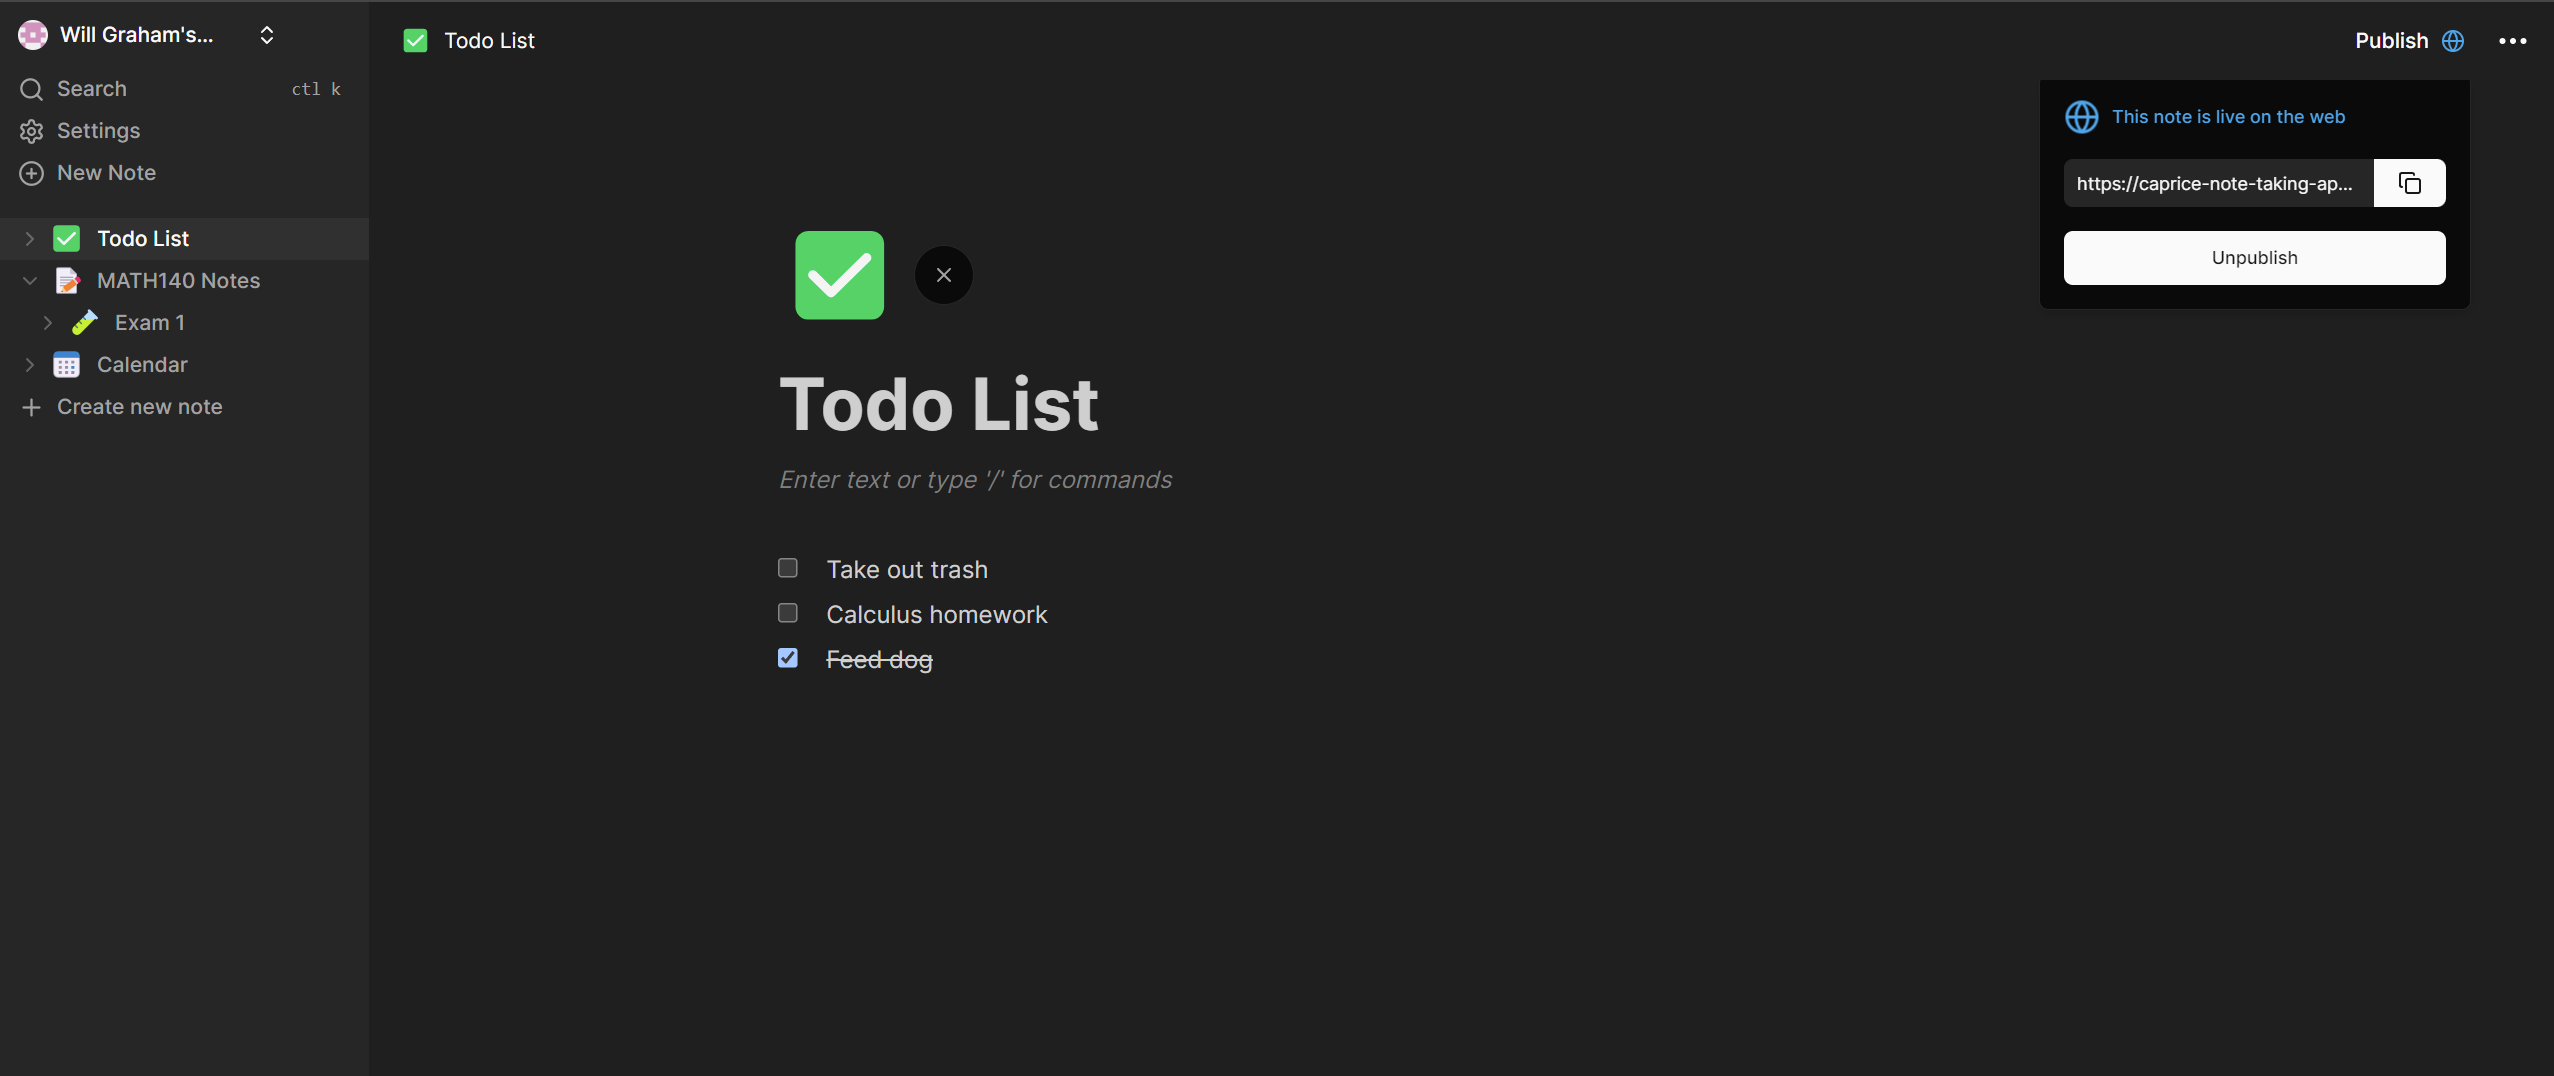 Will Graham's...
Search ctl k
Settings
New Note
Todo List
MATH140 Notes
Exam 1
Calendar
Create new note
Todo List
Publish
This note is live on the web
https://caprice-note-taking-ap...
Unpublish
Todo List
Enter text or type '/' for commands
Take out trash
Calculus homework
Feed dog